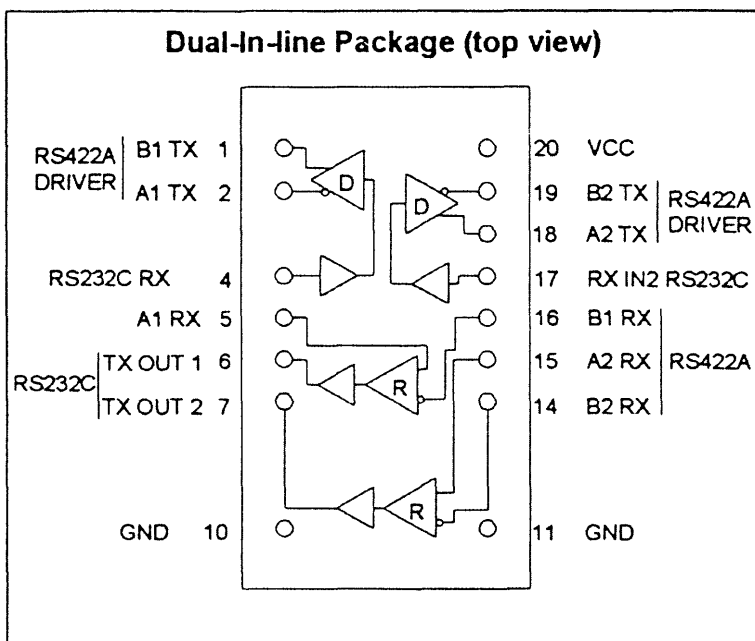 Dual-In-line Package (top view)
RS422A DRIVER
B1 TX 1
A1 TX 2
RS232C RX 4
A1 RX 5
RS232C
TX OUT 1 6
TX OUT 2 7
GND 10
D
D
R
R
20 VCC
19 B2 TX
18 A2 TX
RS422A DRIVER
17 RX IN2 RS232C
16 B1 RX
15 A2 RX
14 B2 RX
RS422A
11 GND